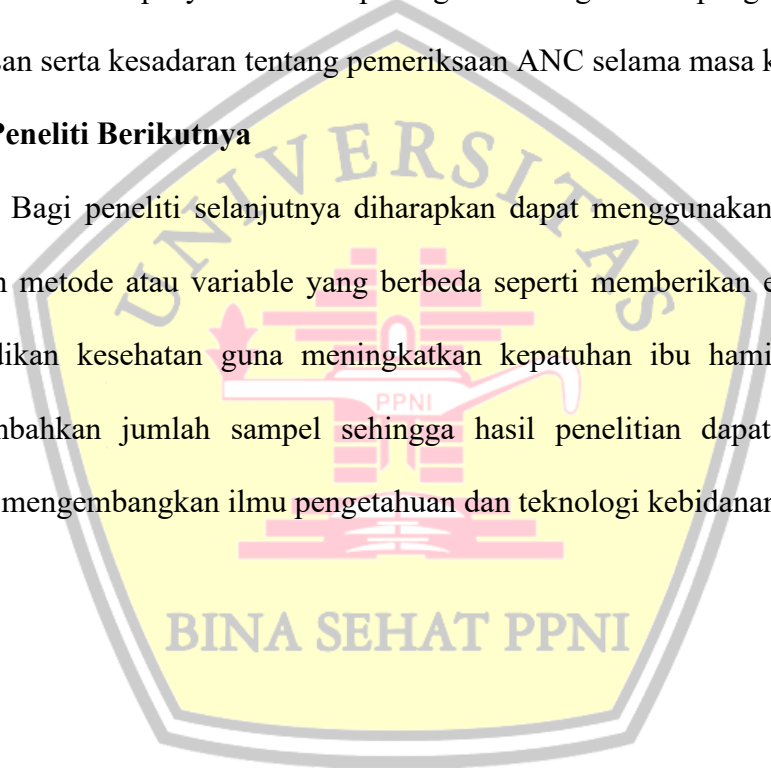 an serta kesadaran tentang pemeriksaan ANC selama masa k
Peneliti Berikutnya
Bagi peneliti selanjutnya diharapkan dapat menggunakan
metode atau variable yang berbeda seperti memberikan e
dikan kesehatan guna meningkatkan kepatuhan ibu hami
nbahkan jumlah sampel sehingga hasil penelitian dapat
mengembangkan ilmu pengetahuan dan teknologi kebidanan
UNIVERSITAS
PPNI
BINA SEHAT PPNI